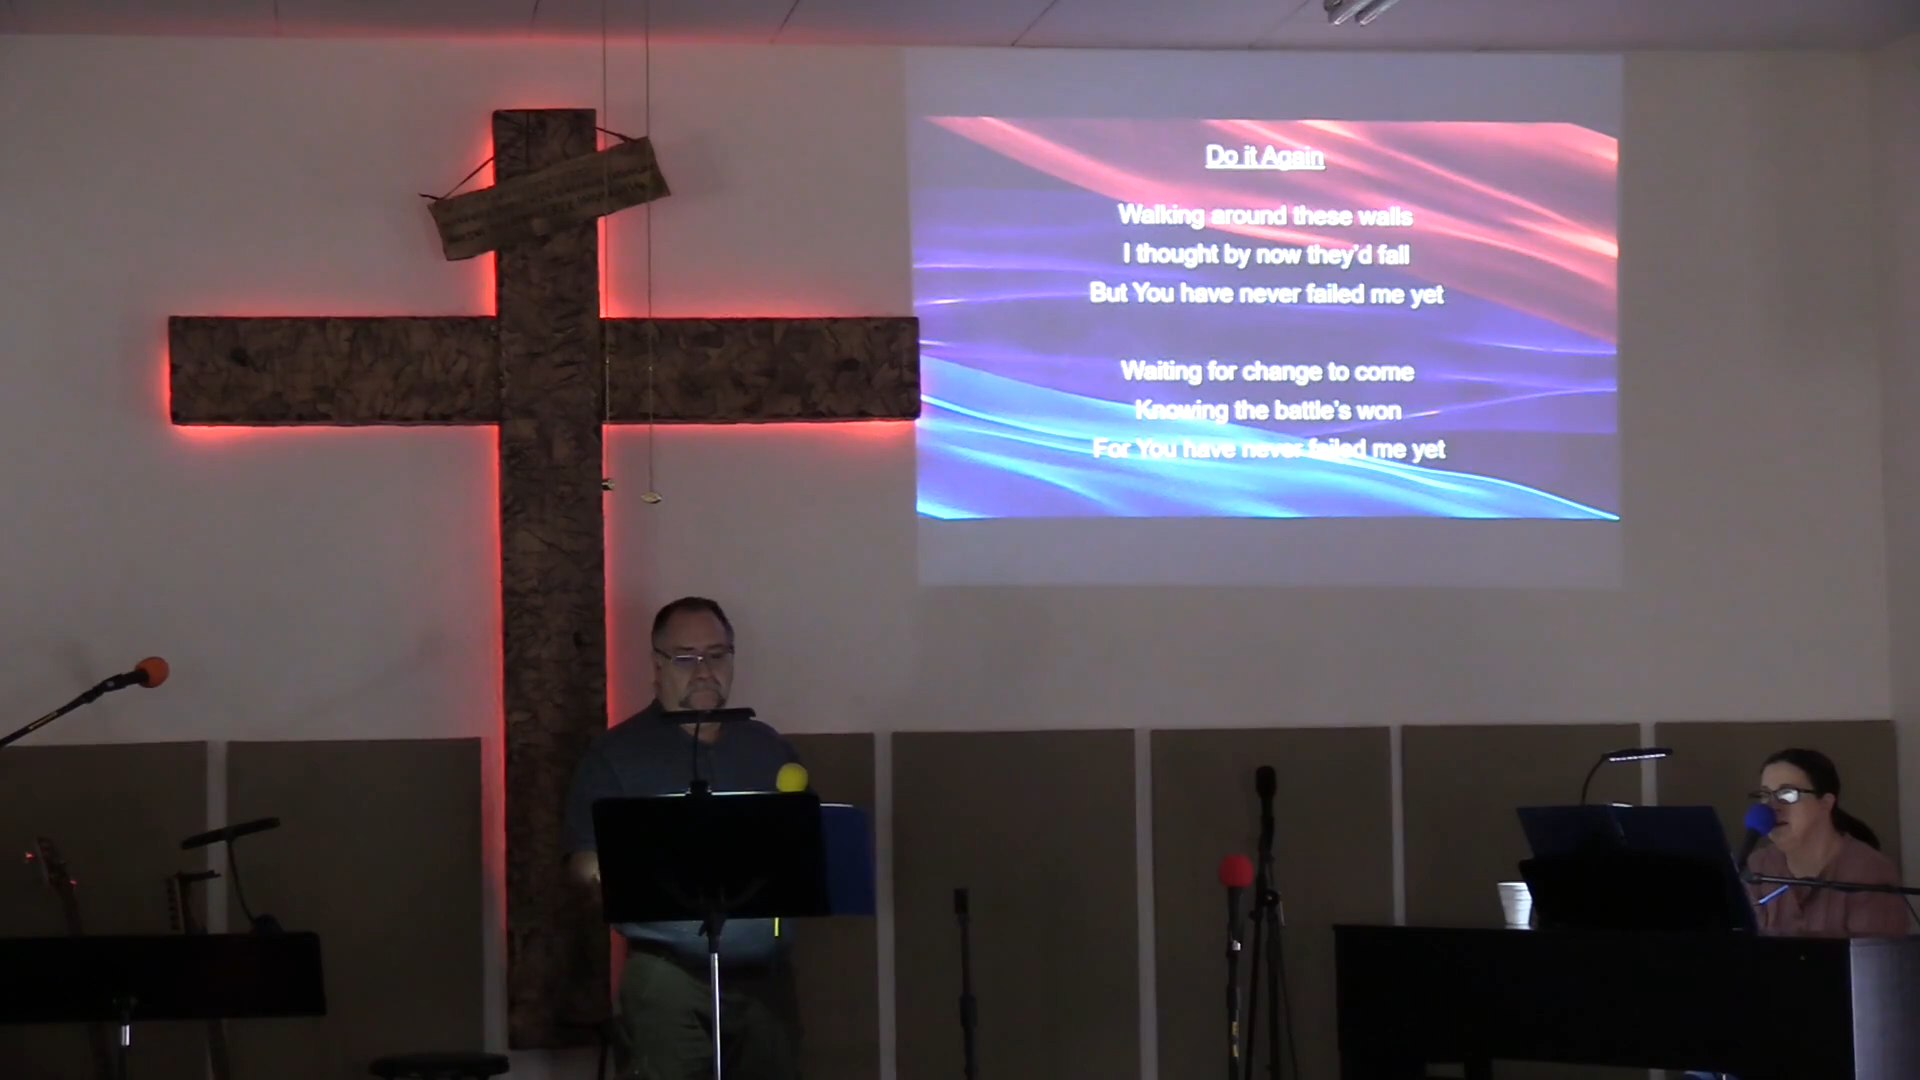 Do it Again
Walking around these walls
I thought by now they'd fall
But You have never failed me yet
Waiting for change to come
Knowing the battle's won
For You have never failed me yet